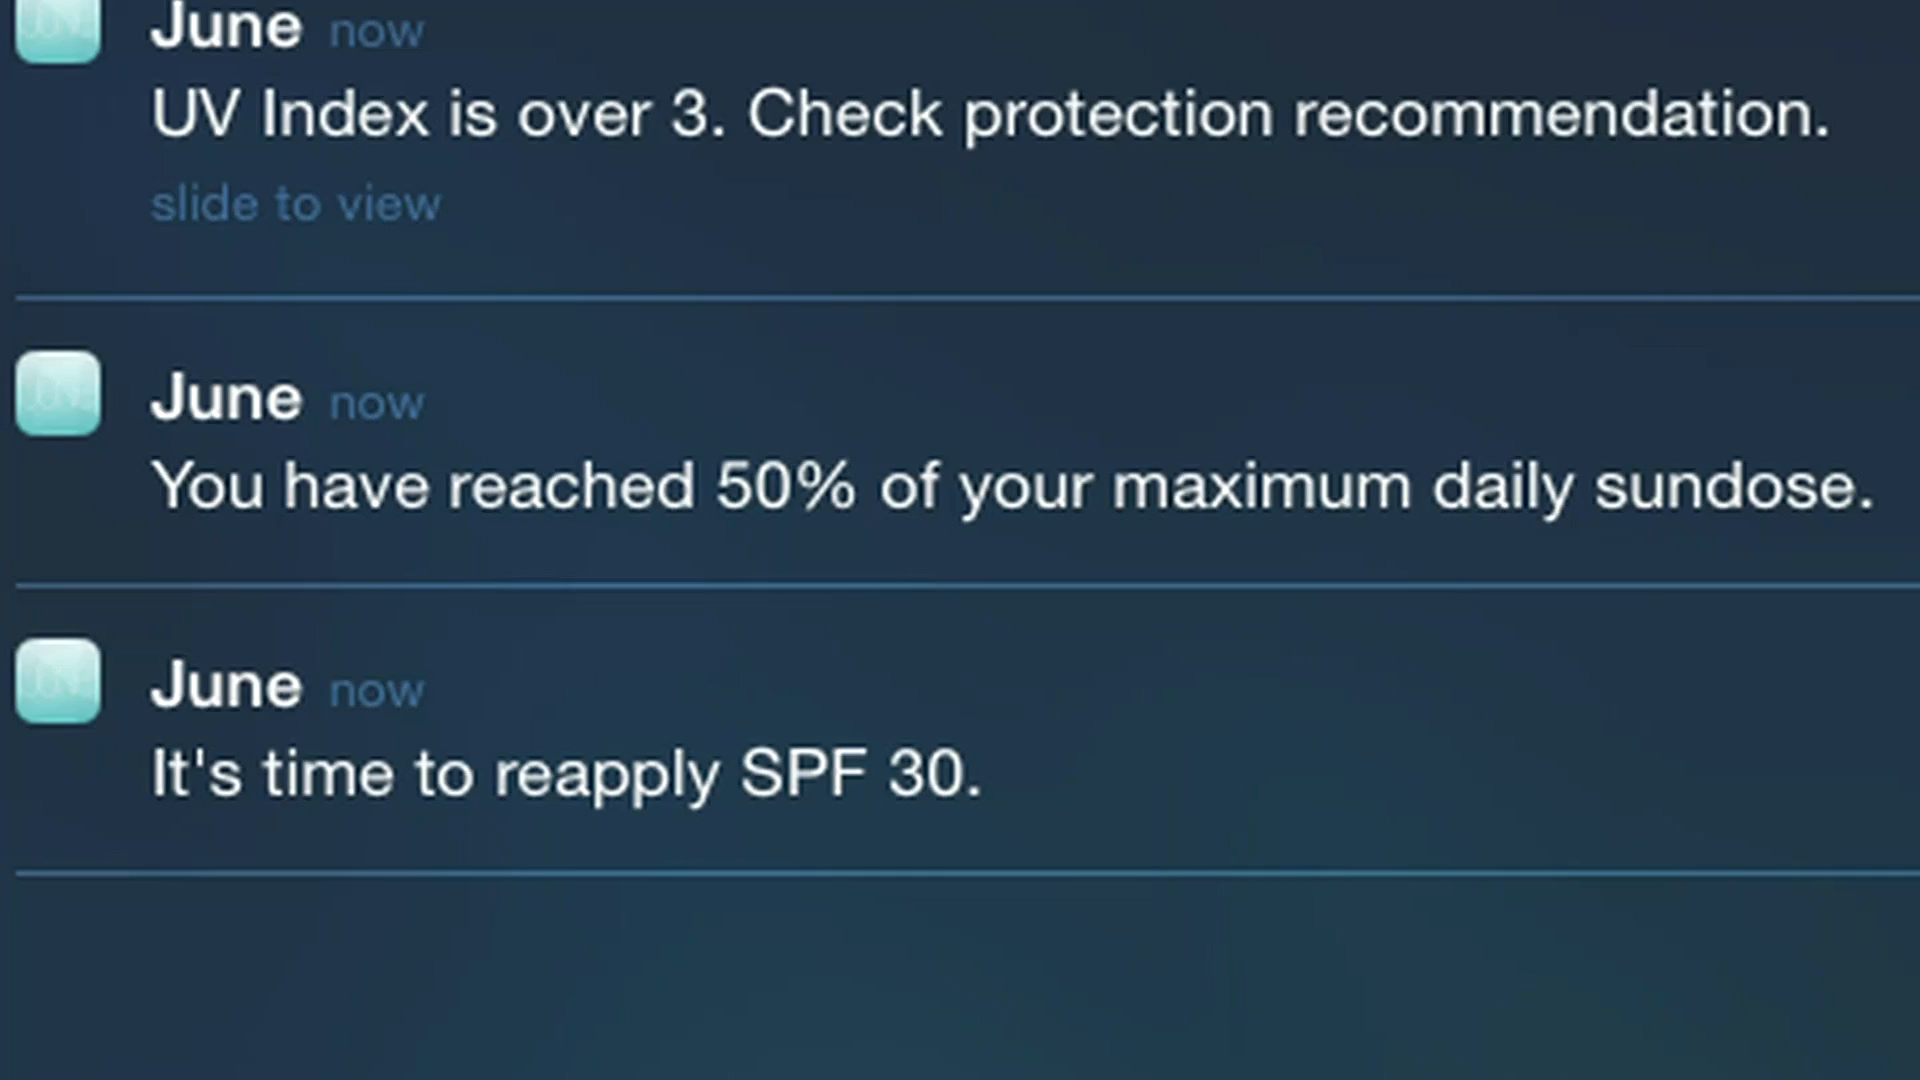 June now
UV Index is over 3. Check protection recommendation.
slide to view
June now
You have reached 50% of your maximum daily sundose.
June now
It's time to reapply SPF 30.